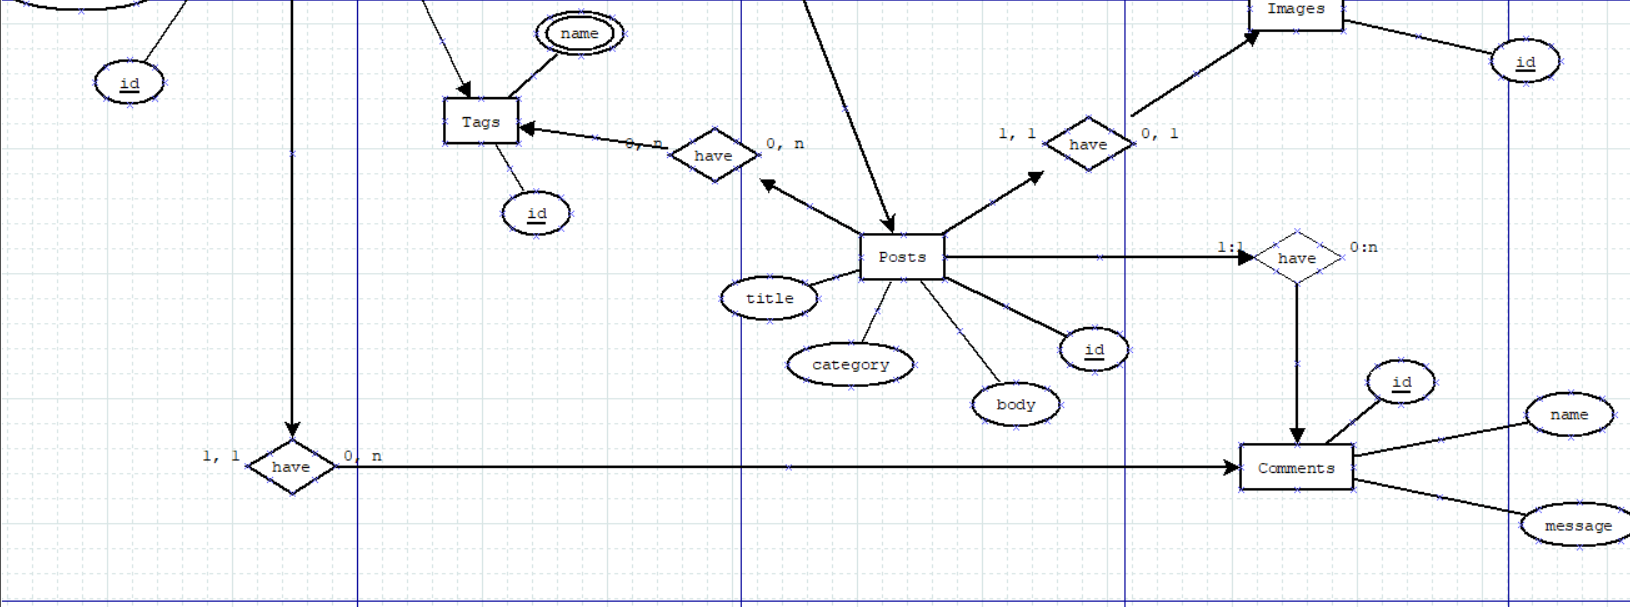 Images
name
id
id
Tags
0, n
have
0, n
1, 1
have
0, 1
id
Posts
1:1
have
0:n
title
category
id
body
id
name
1, 1
have
0, n
Comments
message